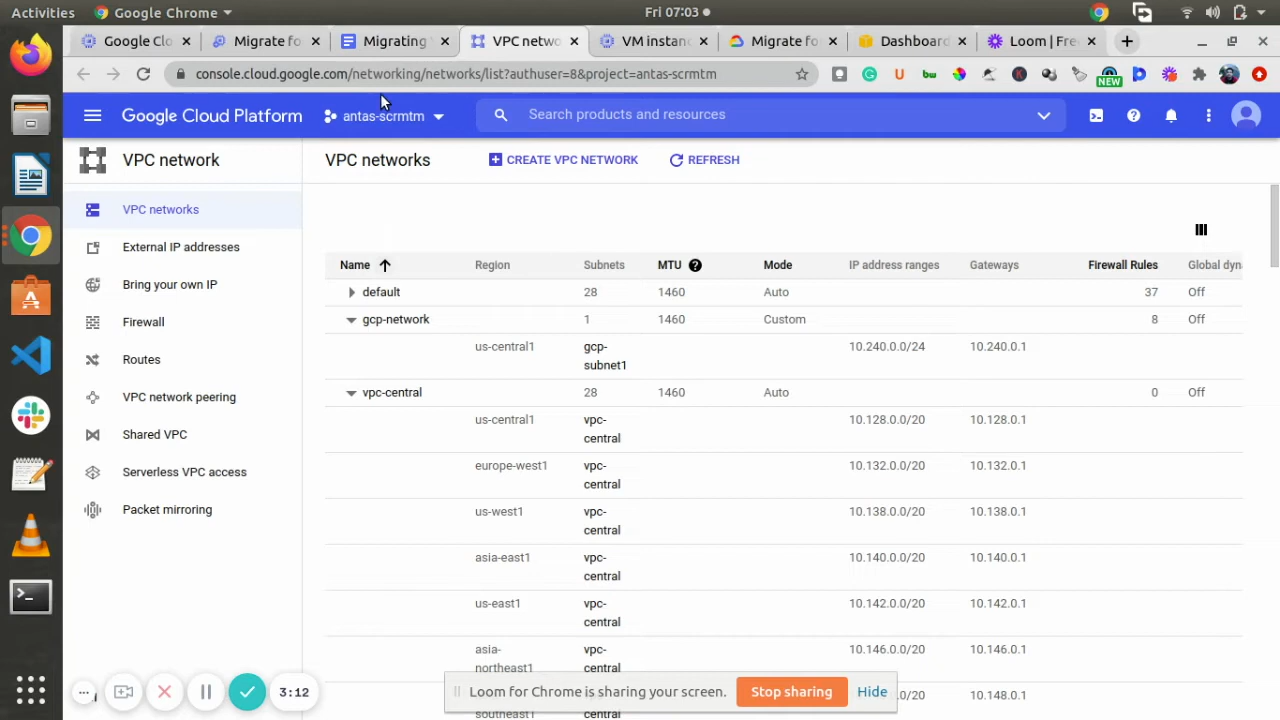 Activities Google Chrome Fri 07:03
Google Clo Migrate fo Migrating VPC netwo VM instanc Migrate fo Dashboard Loom | Fre
console.cloud.google.com/networking/networks/list?authuser=8&project=antas-scrmtm
NEW
Google Cloud Platform antas-scrmtm Search products and resources
VPC network VPC networks CREATE VPC NETWORK REFRESH
VPC networks
External IP addresses
Bring your own IP
Firewall
Routes
VPC network peering
Shared VPC
Serverless VPC access
Packet mirroring
Name Region Subnets MTU Mode IP address ranges Gateways Firewall Rules Global dyn
default 28 1460 Auto 37 Off
gcp-network 1 1460 Custom 8 Off
us-central1 gcp- 10.240.0.0/24 10.240.0.1
subnet1
vpc-central 28 1460 Auto 0 Off
us-central1 vpc- 10.128.0.0/20 10.128.0.1
central
europe-west1 vpc- 10.132.0.0/20 10.132.0.1
central
us-west1 vpc- 10.138.0.0/20 10.138.0.1
central
asia-east1 vpc- 10.140.0.0/20 10.140.0.1
central
us-east1 vpc- 10.142.0.0/20 10.142.0.1
central
asia- vpc- 10.146.0.0/20 10.146.0.1
northeast1 central
10.148.0.1
southeast1 central
3:12
Loom for Chrome is sharing your screen. Stop sharing Hide